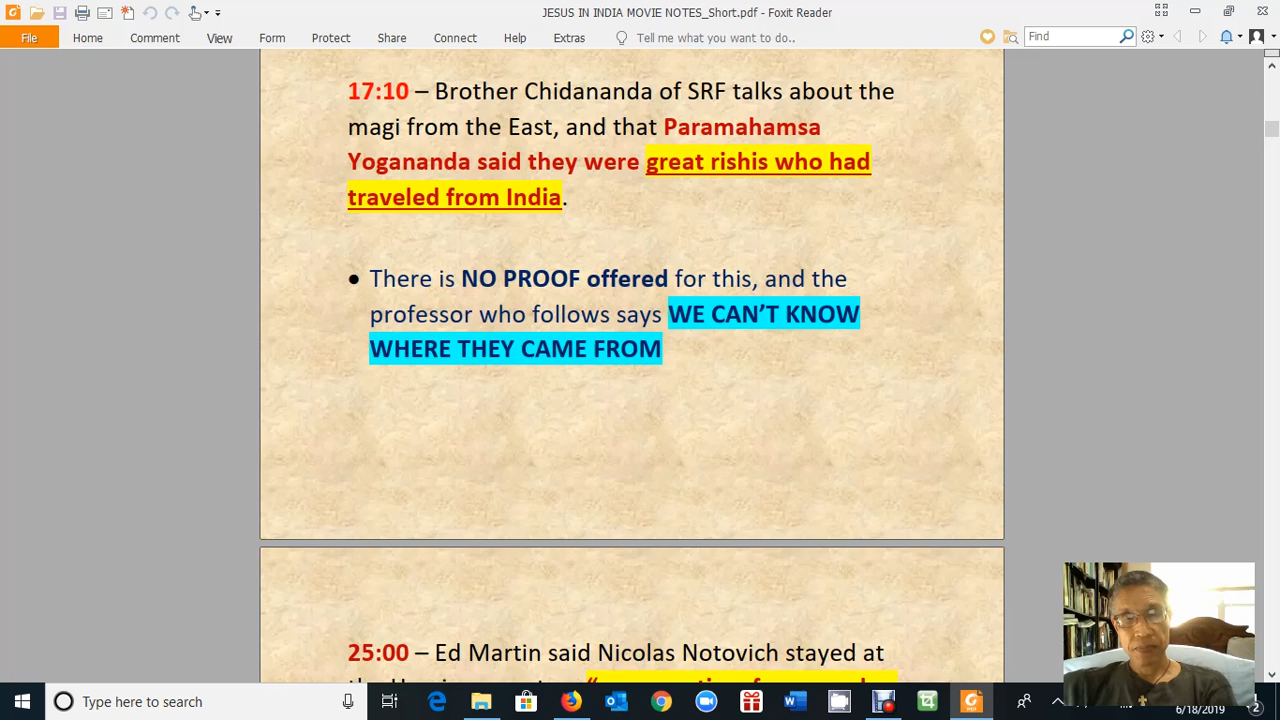 JESUS IN INDIA MOVIE NOTES_Short.pdf - Foxit Reader
File Home Comment View Form Protect Share Connect Help Extras Tell me what you want to do.. Find
17:10 – Brother Chidananda of SRF talks about the
magi from the East, and that Paramahamsa
Yogananda said they were great rishis who had
traveled from India.
• There is NO PROOF offered for this, and the
professor who follows says WE CAN’T KNOW
WHERE THEY CAME FROM
25:00 – Ed Martin said Nicolas Notovich stayed at
Type here to search
6/18/2019
2